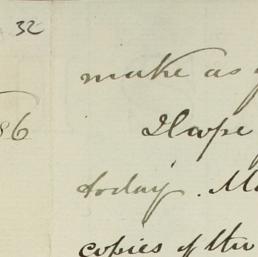 32
make as
86
Hope
today. M
copies of the